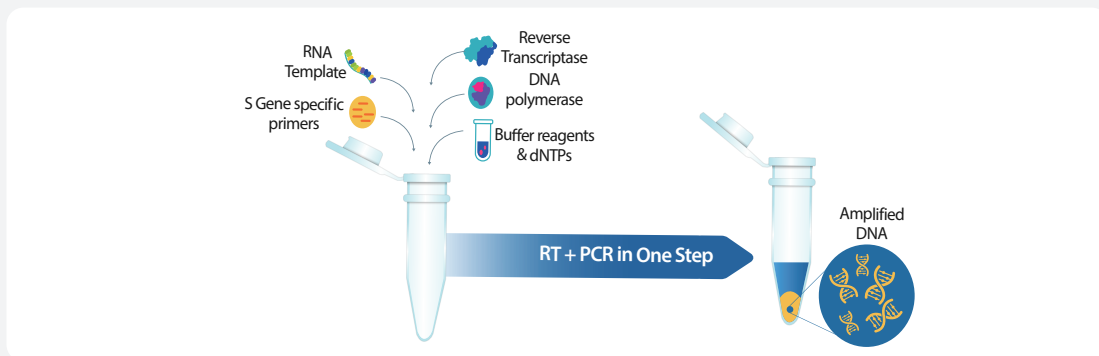 RNA
Template
S Gene specific
primers
Reverse
Transcriptase
DNA
polymerase
Buffer reagents
& dNTPs
RT + PCR in One Step
Amplified
DNA